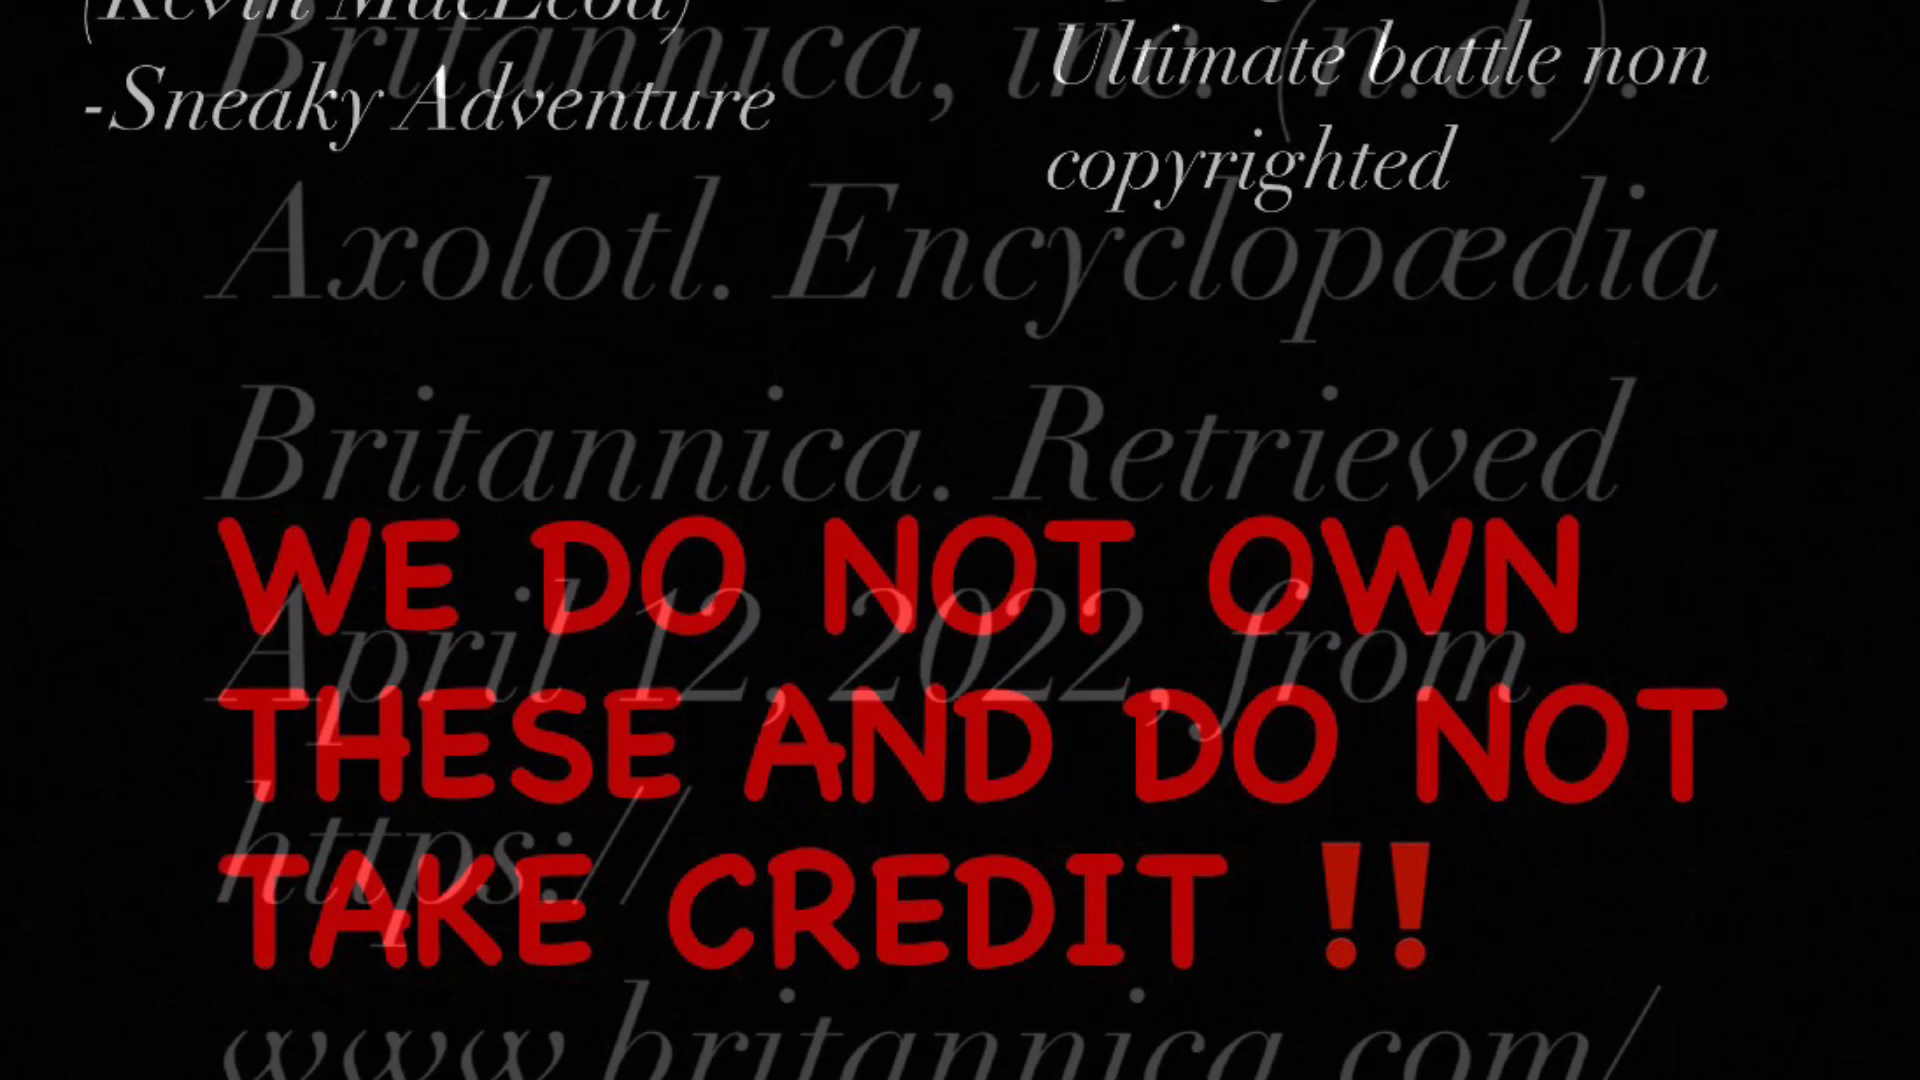 (Kevin MacLeod)
-Sneaky Adventure
Ultimate battle non
copyrighted
Britannica, inc. (n.d.).
Axolotl. Encyclopædia
Britannica. Retrieved
April 12, 2022, from
https://
www.britannica.com/
WE DO NOT OWN
THESE AND DO NOT
TAKE CREDIT ‼